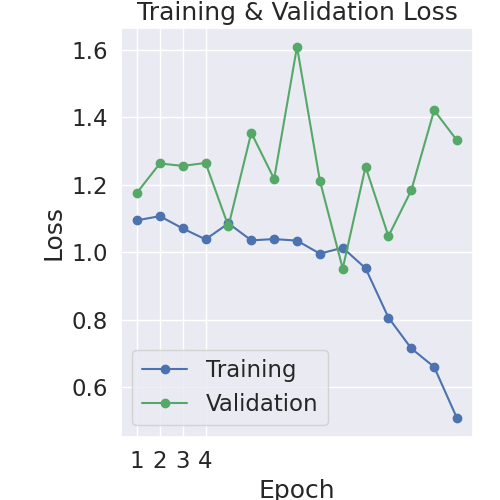 Training & Validation Loss
1.6
1.4
1.2
1.0
0.8
0.6
Loss
Training
Validation
1 2 3 4
Epoch